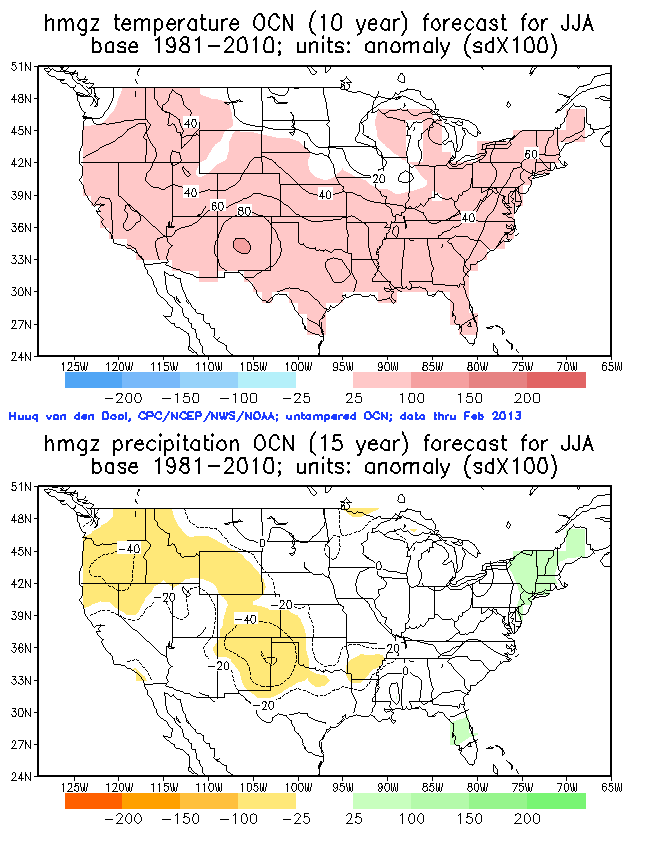 hmgz temperature OCN (10 year) forecast for JJA
base 1981-2010; units: anomaly (sdX100)
51N
48N
45N
42N
39N
36N
33N
30N
27N
24N
40
20
60
40
40
60
80
40
125W 120W 115W 110W 105W 100W 95W 90W 85W 80W 75W 70W 65W
-200 -150 -100 -25 25 100 150 200
Huug van den Dool, CPC/NCEP/NWS/NOAA; untampered OCN; data thru Feb 2013
hmgz precipitation OCN (15 year) forecast for JJA
base 1981-2010; units: anomaly (sdX100)
51N
48N
45N
42N
39N
36N
33N
30N
27N
24N
0
-40
0
-20
-20
-40
20
-20
0
-20
125W 120W 115W 110W 105W 100W 95W 90W 85W 80W 75W 70W 65W
-200 -150 -100 -25 25 100 150 200